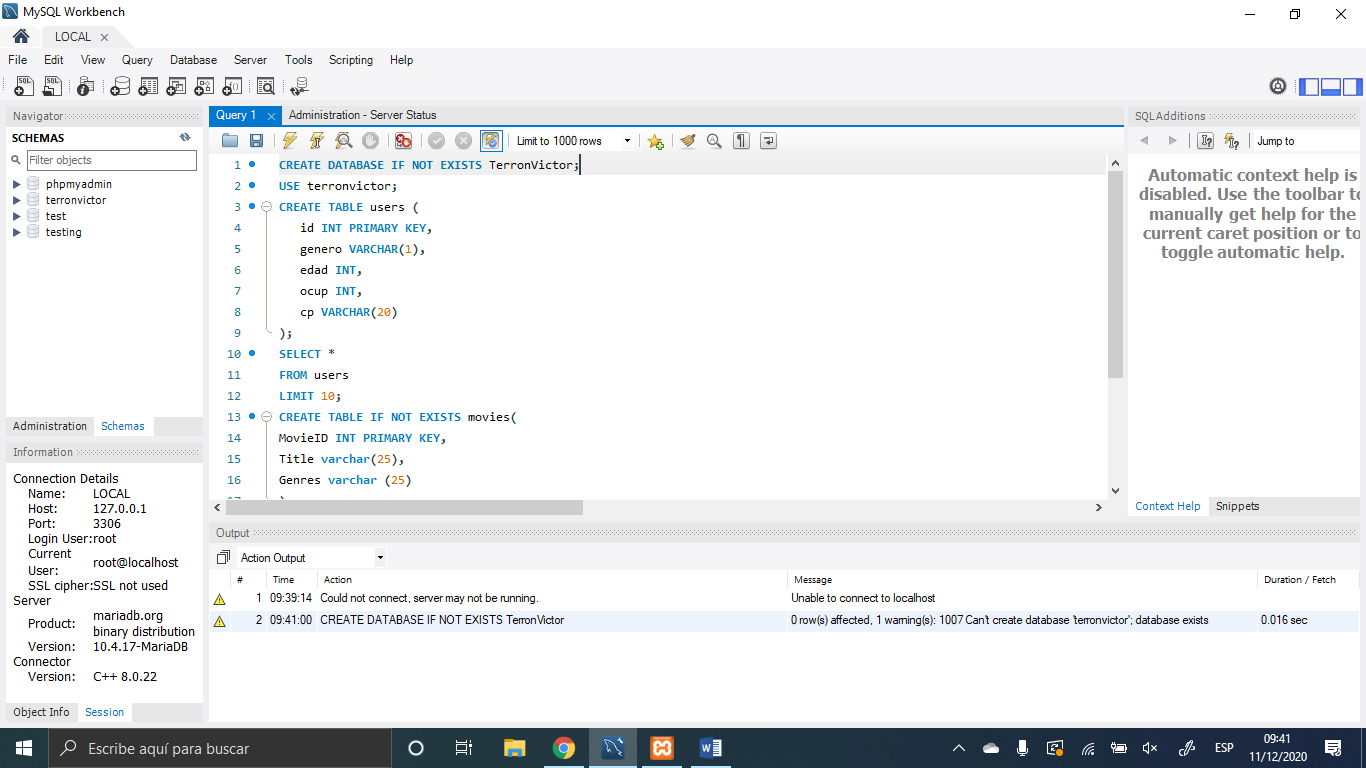 MySQL Workbench
LOCAL
File Edit View Query Database Server Tools Scripting Help
Navigator
SCHEMAS
Filter objects
phpmyadmin
terronvictor
test
testing
Administration Schemas
Information
Connection Details
Name: LOCAL
Host: 127.0.0.1
Port: 3306
Login User:root
Current User: root@localhost
SSL cipher:SSL not used
Server
Product: mariadb.org binary distribution
Version: 10.4.17-MariaDB
Connector
Version: C++ 8.0.22
Object Info Session
Query 1 Administration - Server Status
Limit to 1000 rows
1 CREATE DATABASE IF NOT EXISTS TerronVictor;
2 USE terronvictor;
3 CREATE TABLE users (
4 id INT PRIMARY KEY,
5 genero VARCHAR(1),
6 edad INT,
7 ocup INT,
8 cp VARCHAR(20)
9 );
10 SELECT *
11 FROM users
12 LIMIT 10;
13 CREATE TABLE IF NOT EXISTS movies(
14 MovieID INT PRIMARY KEY,
15 Title varchar(25),
16 Genres varchar (25)
SQLAdditions
Jump to
Automatic context help is
disabled. Use the toolbar to
manually get help for the
current caret position or to
toggle automatic help.
Context Help Snippets
Output
Action Output
# Time Action Message Duration / Fetch
1 09:39:14 Could not connect, server may not be running. Unable to connect to localhost
2 09:41:00 CREATE DATABASE IF NOT EXISTS TerronVictor 0 row(s) affected, 1 warning(s): 1007 Can't create database 'terronvictor'; database exists 0.016 sec
Escribe aquí para buscar
ESP
09:41
11/12/2020